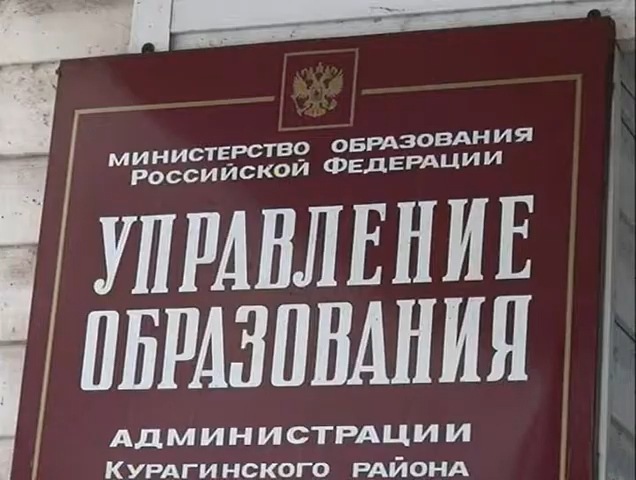 МИНИСТЕРСТВО ОБРАЗОВАНИЯ
РОССИЙСКОЙ ФЕДЕРАЦИИ
УПРАВЛЕНИЕ
ОБРАЗОВАНИЯ
АДМИНИСТРАЦИИ
КУРАГИНСКОГО РАЙОНА